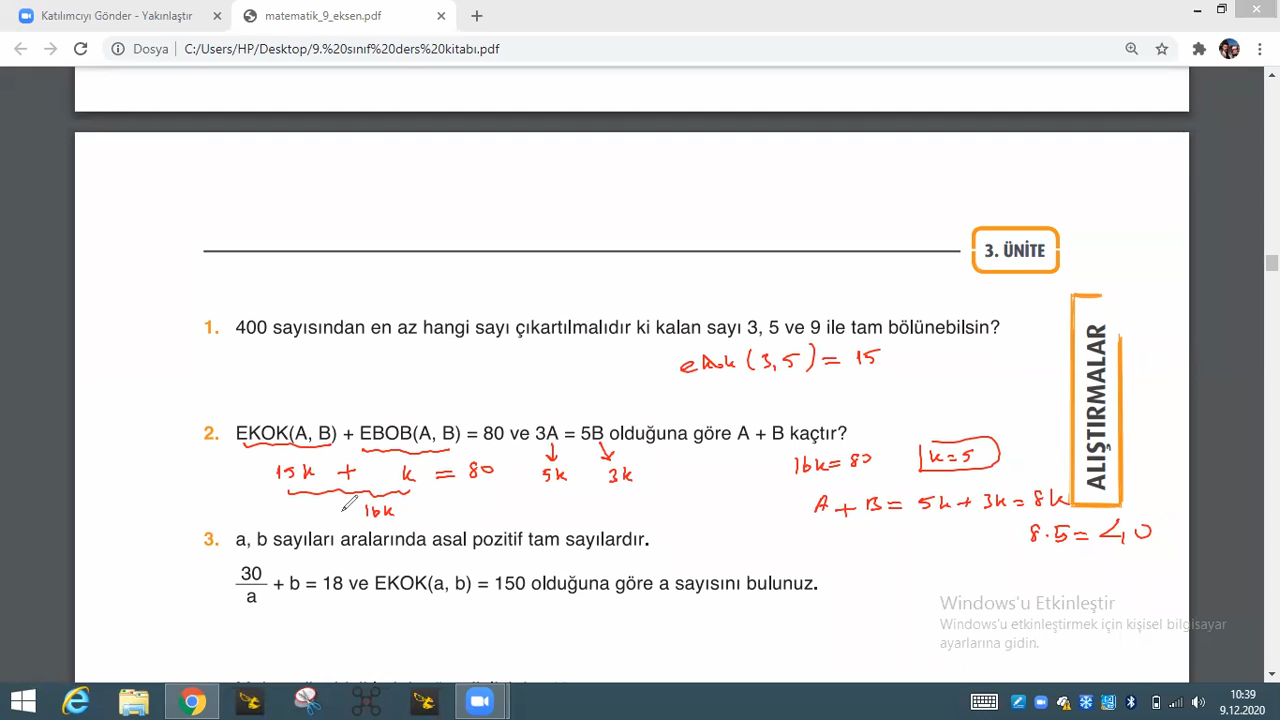 Katılımcıyı Gönder - Yakınlaştır
matematik_9_eksen.pdf
Dosya
C:/Users/HP/Desktop/9.%20sınıf%20ders%20kitabı.pdf
3. ÜNİTE
ALIŞTIRMALAR
1. 400 sayısından en az hangi sayı çıkartılmalıdır ki kalan sayı 3, 5 ve 9 ile tam bölünebilsin?
ekok (3,5) = 15
2. EKOK(A, B) + EBOB(A, B) = 80 ve 3A = 5B olduğuna göre A + B kaçtır?
15k + k = 80 5k 3k
16k
16k = 80 k = 5
A + B = 5k + 3k = 8k
8.5 = 40
3. a, b sayıları aralarında asal pozitif tam sayılardır.
30/a + b = 18 ve EKOK(a, b) = 150 olduğuna göre a sayısını bulunuz.
Windows'u Etkinleştir
Windows'u etkinleştirmek için kişisel bilgisayar
ayarlarına gidin.
10:39
9.12.2020